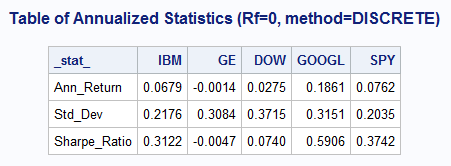 Table of Annualized Statistics (Rf=0, method=DISCRETE)
_stat_ IBM GE DOW GOOGL SPY
Ann_Return 0.0679 -0.0014 0.0275 0.1861 0.0762
Std_Dev 0.2176 0.3084 0.3715 0.3151 0.2035
Sharpe_Ratio 0.3122 -0.0047 0.0740 0.5906 0.3742